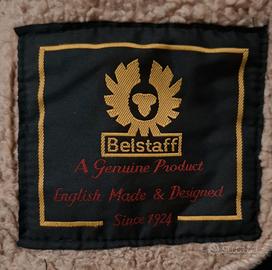 Belstaff
A Genuine Product
English Made & Designed
Since 1924